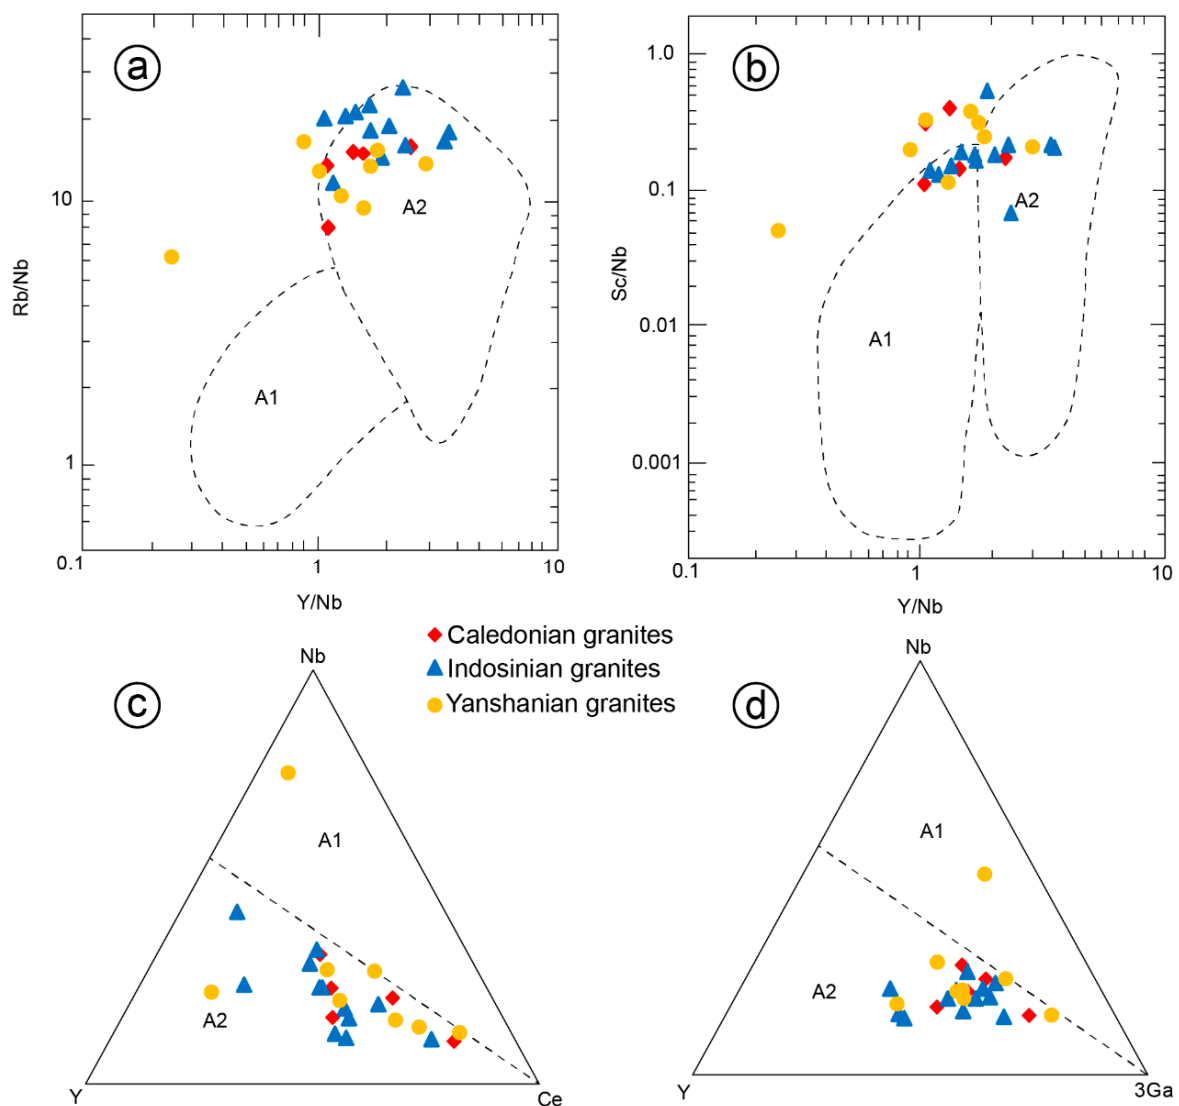 a
Rb/Nb
10
1
0.1
1
10
Y/Nb
A2
A1
b
Sc/Nb
1.0
0.1
0.01
0.001
0.1
1
10
Y/Nb
A2
A1
Caledonian granites
Indosinian granites
Yanshanian granites
c
Nb
A1
A2
Y
Ce
d
Nb
A1
A2
Y
3Ga